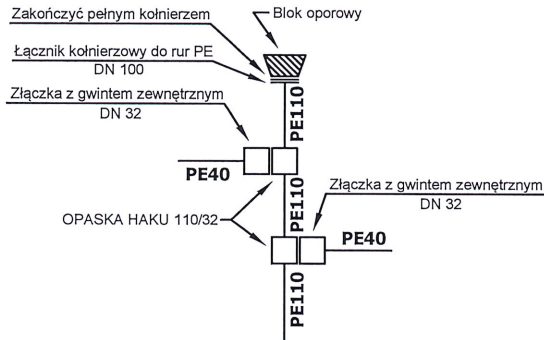 Zakończyć pełnym kołnierzem
Blok oporowy
Łącznik kołnierzowy do rur PE
DN 100
Złączka z gwintem zewnętrznym
DN 32
PE110
PE40
PE110
Złączka z gwintem zewnętrznym
DN 32
OPASKA HAKU 110/32
PE40
PE110